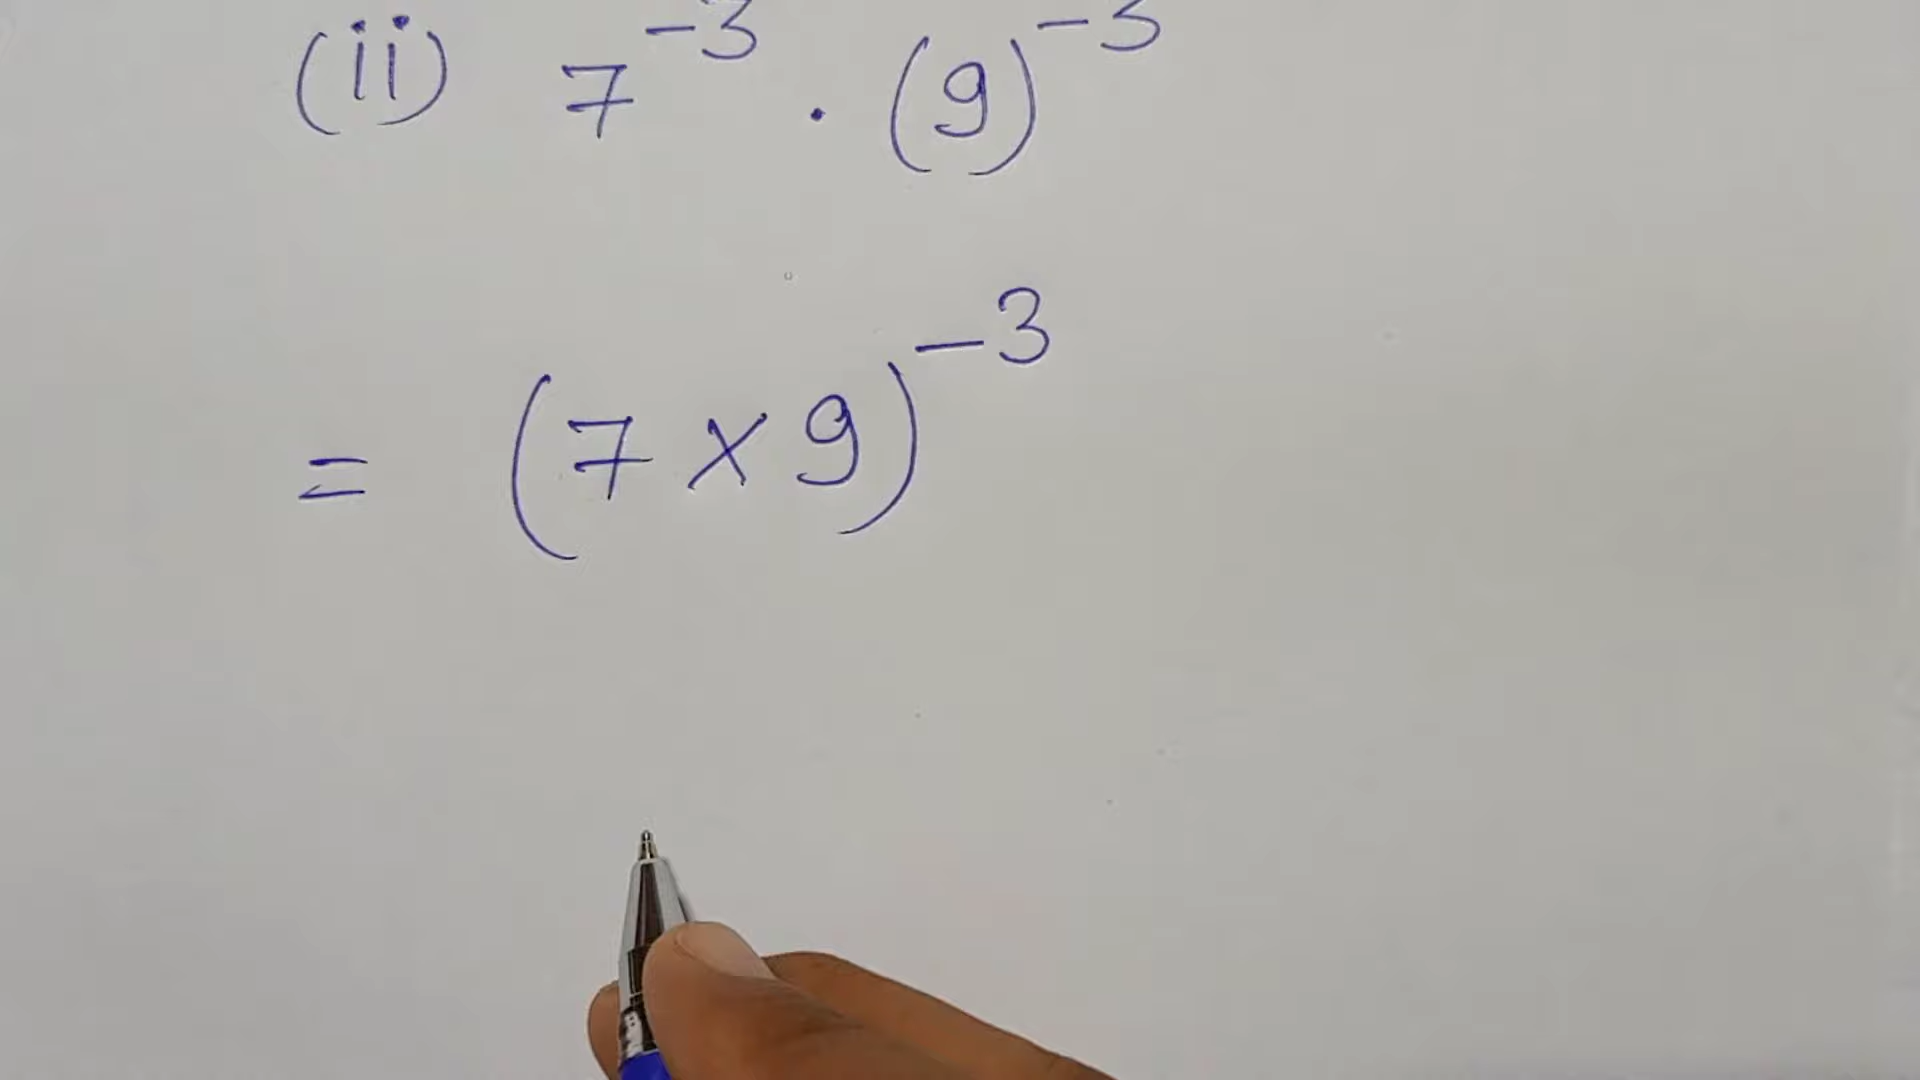 (ii) 7^{-3} . (9)^{-3}
= (7 × 9)^{-3}